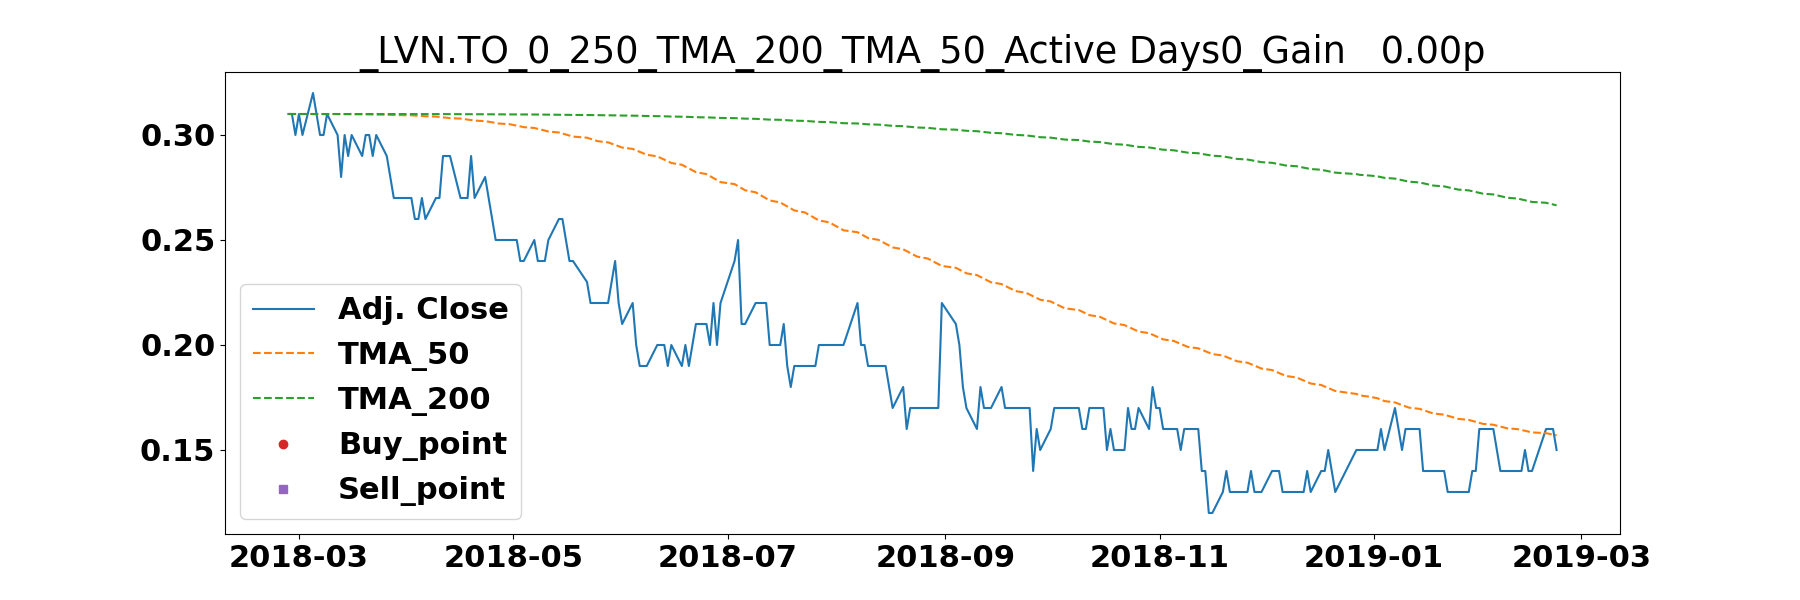 _LVN.TO_0_250_TMA_200_TMA_50_Active Days0_Gain   0.00p
0.30
0.25
0.20
0.15
Adj. Close
TMA_50
TMA_200
Buy_point
Sell_point
2018-03 2018-05 2018-07 2018-09 2018-11 2019-01 2019-03